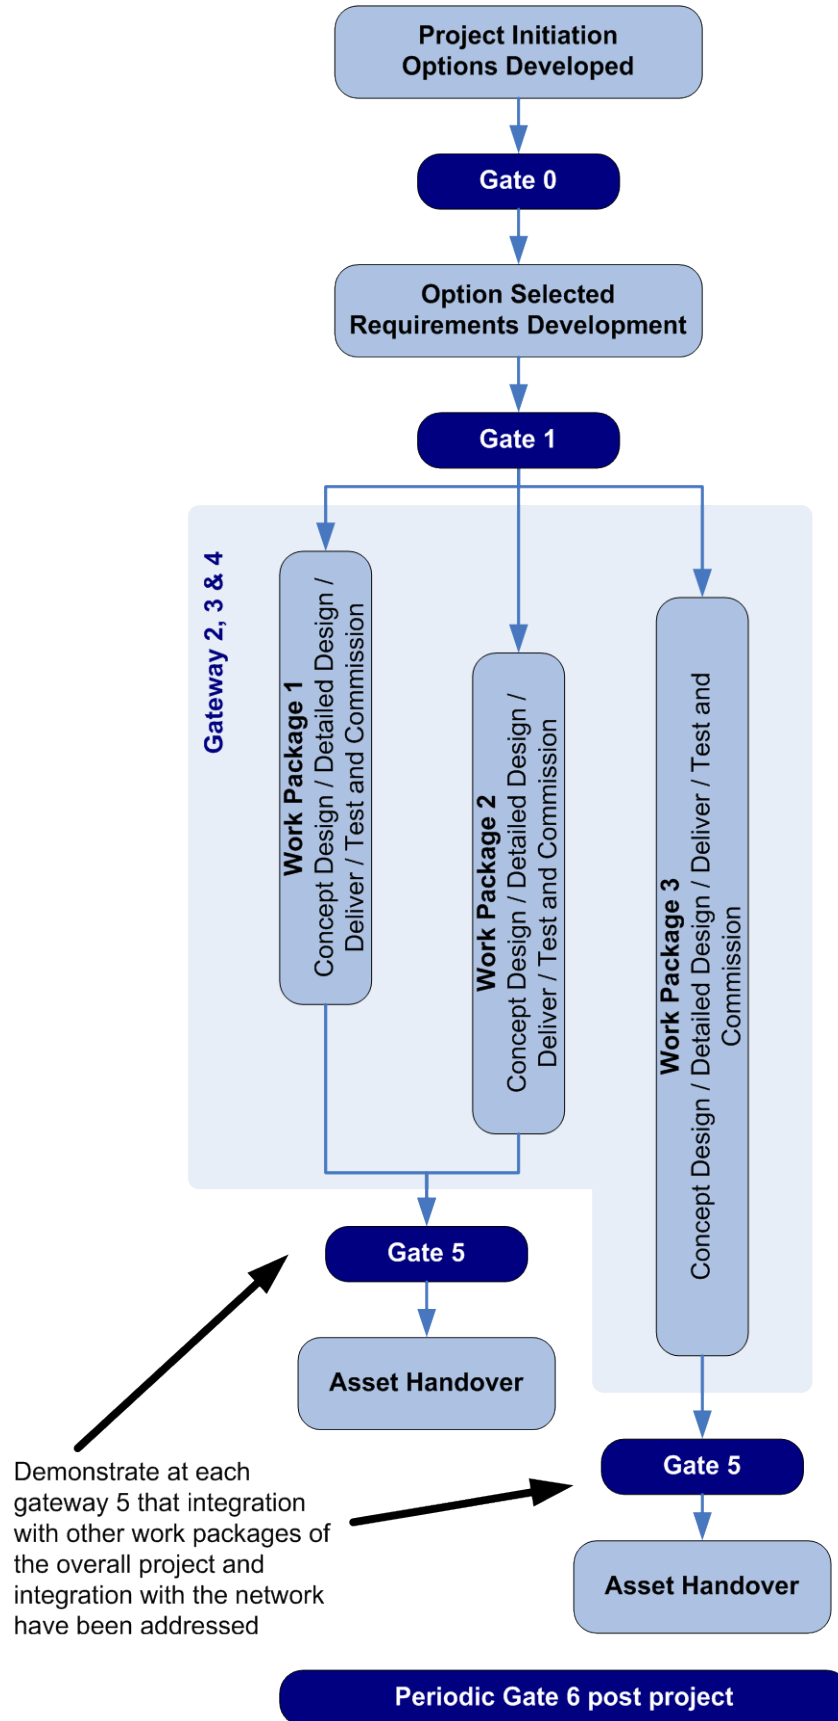 Project Initiation
Options Developed
Gate 0
Option Selected
Requirements Development
Gate 1
Gateway 2, 3 & 4
Work Package 1
Concept Design / Detailed Design /
Deliver / Test and Commission
Work Package 2
Concept Design / Detailed Design /
Deliver / Test and Commission
Work Package 3
Concept Design / Detailed Design / Deliver / Test and
Commission
Gate 5
Asset Handover
Demonstrate at each
gateway 5 that integration
with other work packages of
the overall project and
integration with the network
have been addressed
Gate 5
Asset Handover
Periodic Gate 6 post project